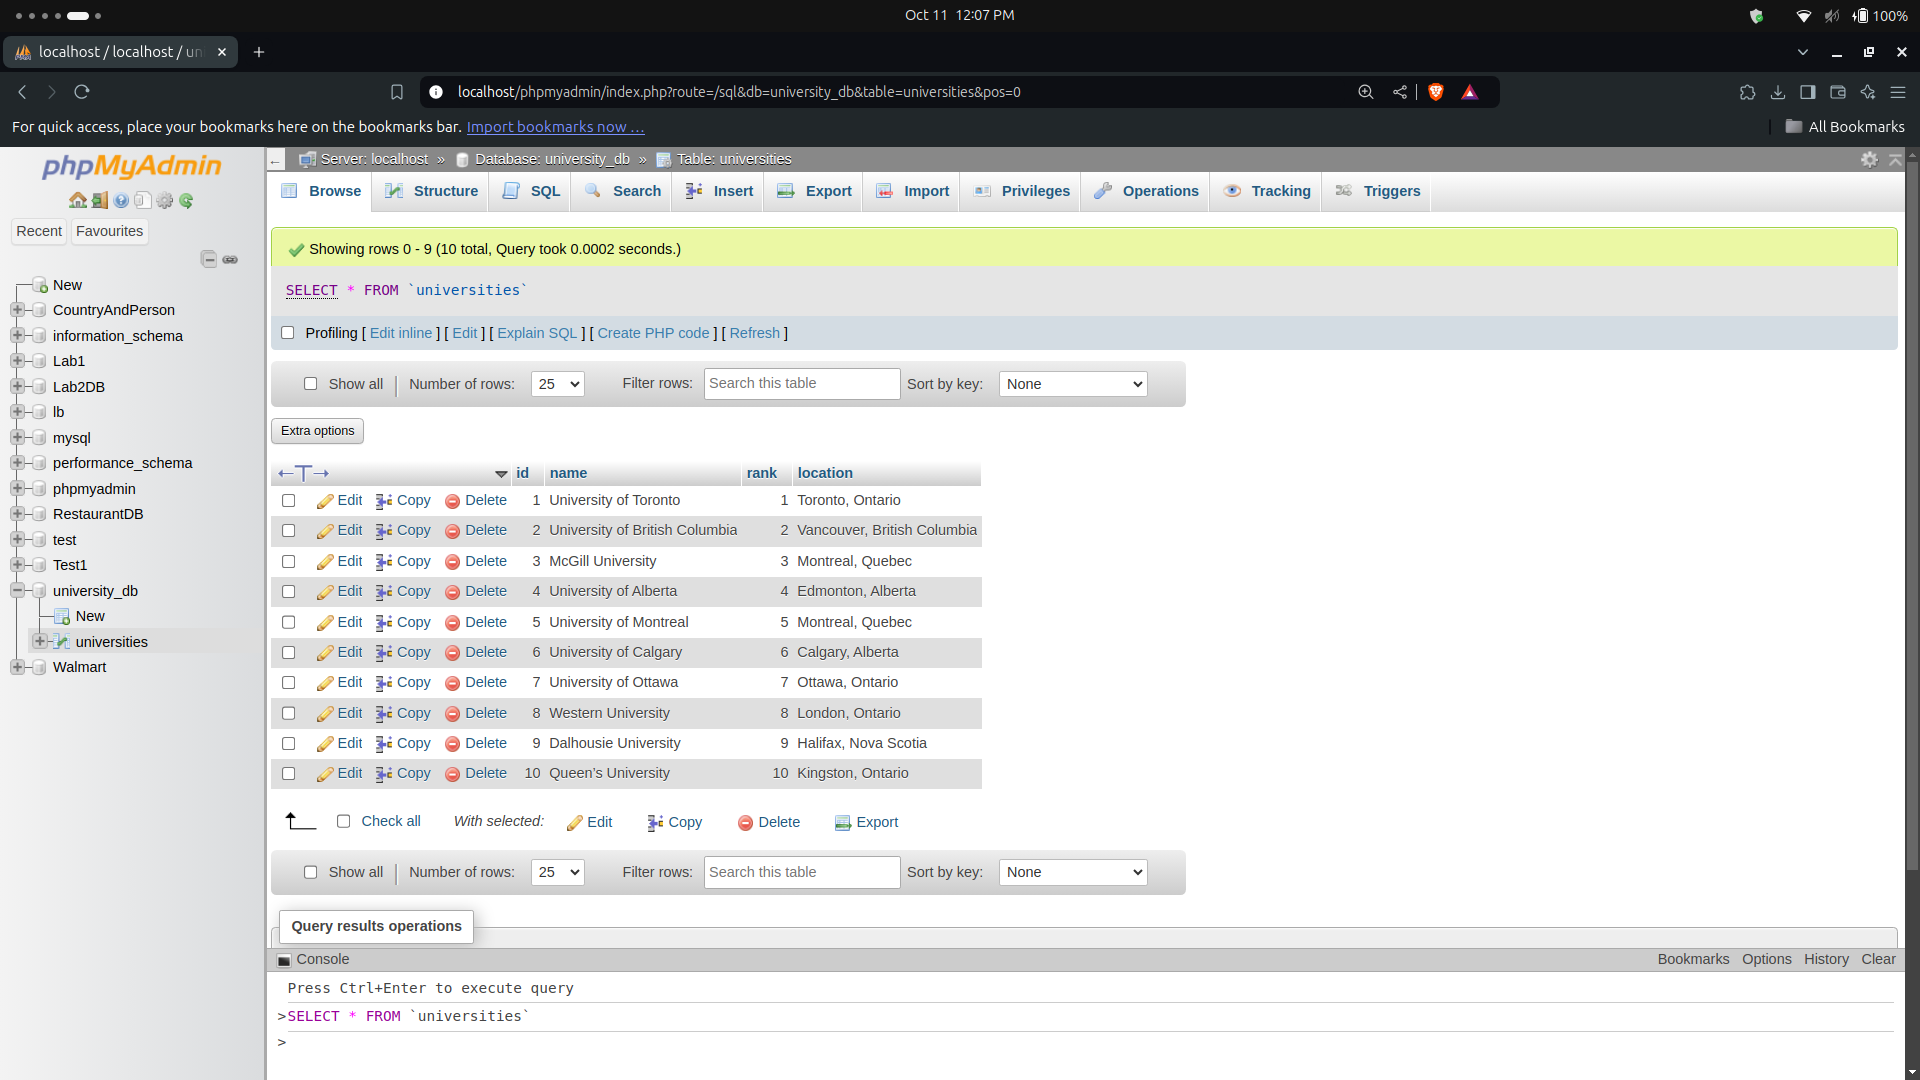 Oct 11 12:07 PM
100%
localhost / localhost / un
localhost/phpmyadmin/index.php?route=/sql&db=university_db&table=universities&pos=0
For quick access, place your bookmarks here on the bookmarks bar. Import bookmarks now …
All Bookmarks
phpMyAdmin
Recent Favourites
New
CountryAndPerson
information_schema
Lab1
Lab2DB
lb
mysql
performance_schema
phpmyadmin
RestaurantDB
test
Test1
university_db
New
universities
Walmart
Server: localhost » Database: university_db » Table: universities
Browse Structure SQL Search Insert Export Import Privileges Operations Tracking Triggers
Showing rows 0 - 9 (10 total, Query took 0.0002 seconds.)
SELECT * FROM `universities`
Profiling [ Edit inline ] [ Edit ] [ Explain SQL ] [ Create PHP code ] [ Refresh ]
Show all Number of rows: 25 Filter rows: Search this table Sort by key: None
Extra options
id name rank location
Edit Copy Delete 1 University of Toronto 1 Toronto, Ontario
Edit Copy Delete 2 University of British Columbia 2 Vancouver, British Columbia
Edit Copy Delete 3 McGill University 3 Montreal, Quebec
Edit Copy Delete 4 University of Alberta 4 Edmonton, Alberta
Edit Copy Delete 5 University of Montreal 5 Montreal, Quebec
Edit Copy Delete 6 University of Calgary 6 Calgary, Alberta
Edit Copy Delete 7 University of Ottawa 7 Ottawa, Ontario
Edit Copy Delete 8 Western University 8 London, Ontario
Edit Copy Delete 9 Dalhousie University 9 Halifax, Nova Scotia
Edit Copy Delete 10 Queen's University 10 Kingston, Ontario
Check all With selected: Edit Copy Delete Export
Show all Number of rows: 25 Filter rows: Search this table Sort by key: None
Query results operations
Console Bookmarks Options History Clear
Press Ctrl+Enter to execute query
>SELECT * FROM `universities`
>